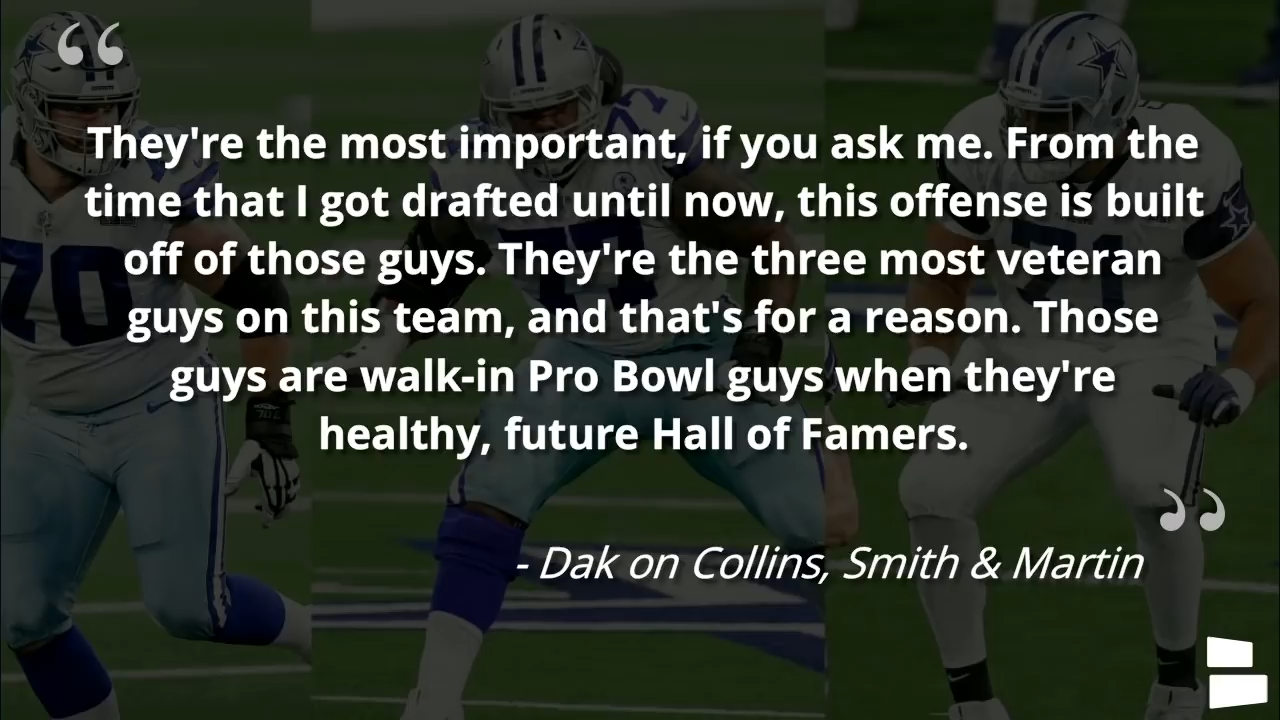 “
They're the most important, if you ask me. From the
time that I got drafted until now, this offense is built
off of those guys. They're the three most veteran
guys on this team, and that's for a reason. Those
guys are walk-in Pro Bowl guys when they're
healthy, future Hall of Famers.
”
- Dak on Collins, Smith & Martin
70
77
71